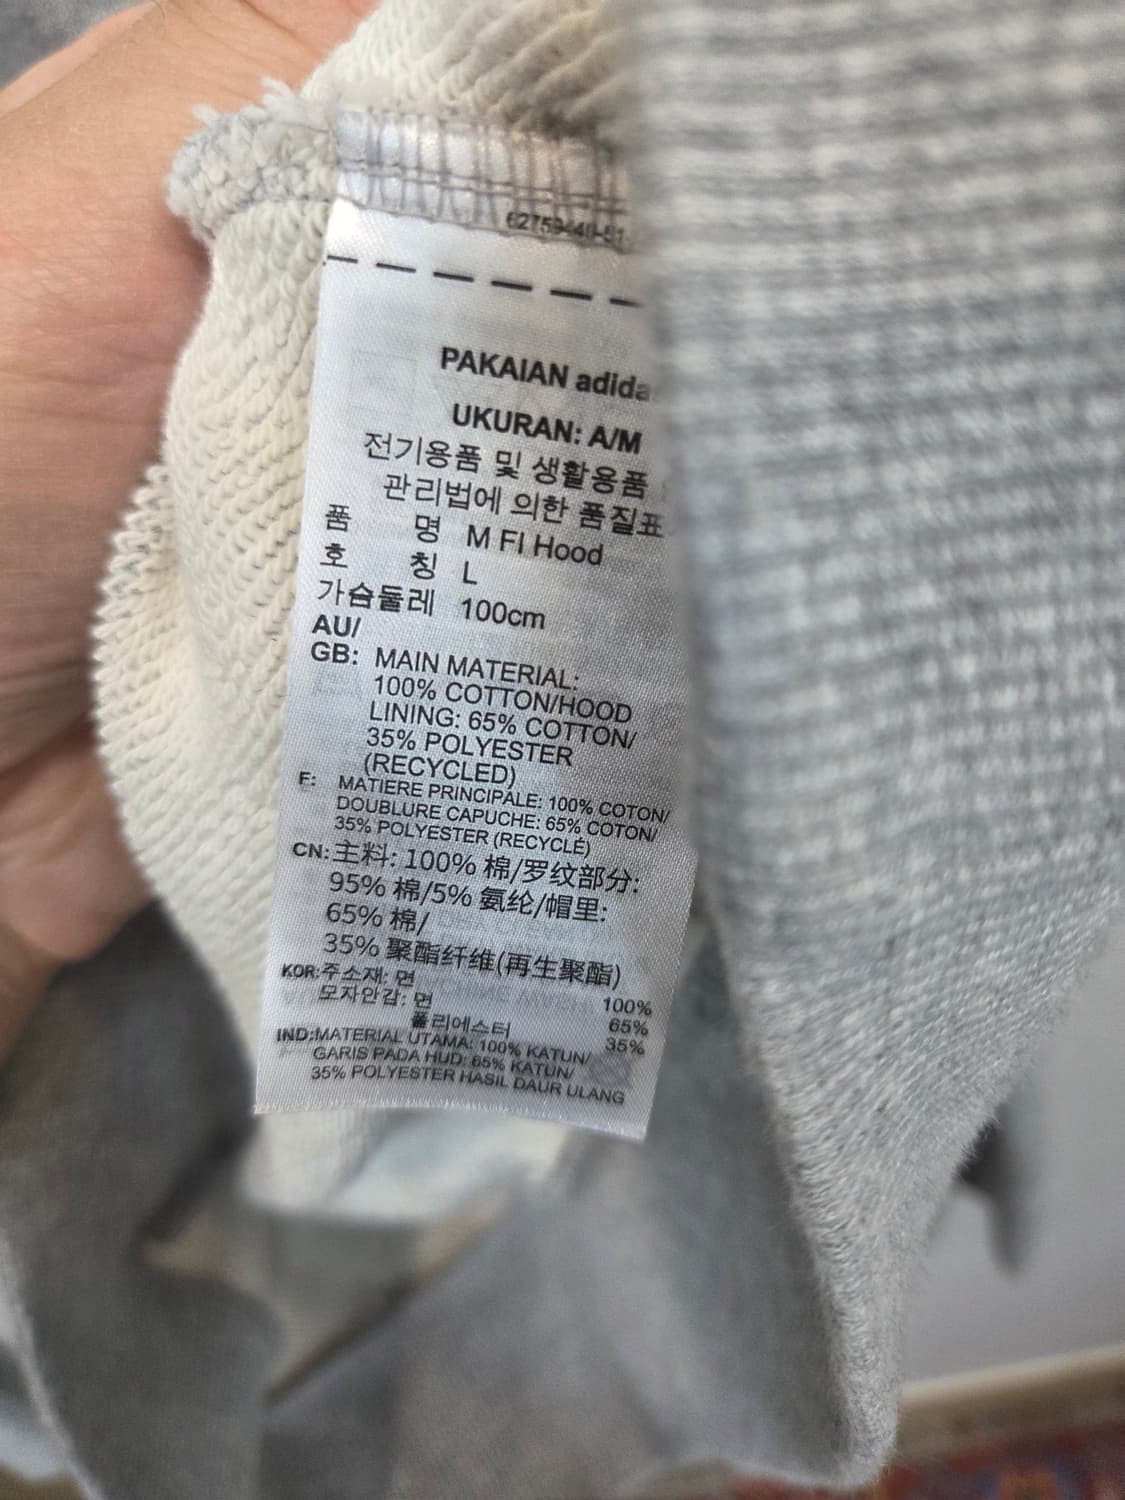 62759440-51
PAKAIAN adidas
UKURAN: A/M
전기용품 및 생활용품
관리법에 의한 품질표
품 명 M FI Hood
호 칭 L
가슴둘레 100cm
AU/
GB: MAIN MATERIAL:
100% COTTON/HOOD
LINING: 65% COTTON/
35% POLYESTER
(RECYCLED)
F: MATIERE PRINCIPALE: 100% COTON/
DOUBLURE CAPUCHE: 65% COTON/
35% POLYESTER (RECYCLÉ)
CN: 主料: 100% 棉/罗纹部分:
95% 棉/5% 氨纶/帽里:
65% 棉/
35% 聚酯纤维(再生聚酯)
KOR: 주소재: 면 100%
모자안감: 면 65%
폴리에스터 35%
IND: MATERIAL UTAMA: 100% KATUN/
GARIS PADA HUD: 65% KATUN/
35% POLYESTER HASIL DAUR ULANG